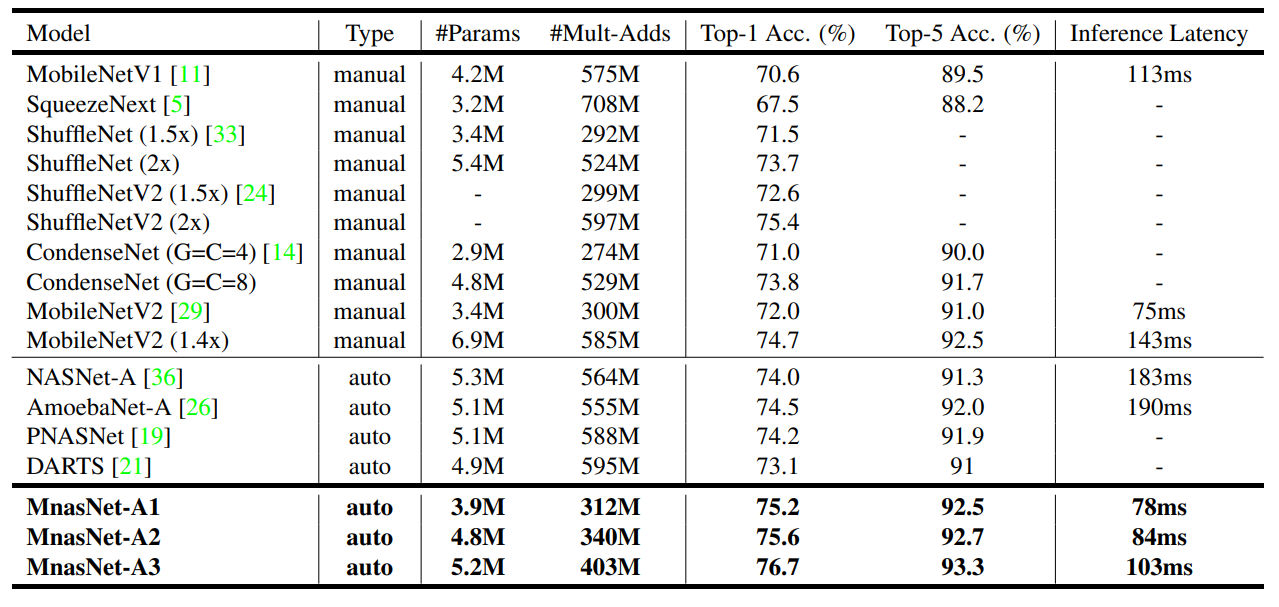 Model Type #Params #Mult-Adds Top-1 Acc. (%) Top-5 Acc. (%) Inference Latency
MobileNetV1 [11] manual 4.2M 575M 70.6 89.5 113ms
SqueezeNext [5] manual 3.2M 708M 67.5 88.2 -
ShuffleNet (1.5x) [33] manual 3.4M 292M 71.5 - -
ShuffleNet (2x) manual 5.4M 524M 73.7 - -
ShuffleNetV2 (1.5x) [24] manual - 299M 72.6 - -
ShuffleNetV2 (2x) manual - 597M 75.4 - -
CondenseNet (G=C=4) [14] manual 2.9M 274M 71.0 90.0 -
CondenseNet (G=C=8) manual 4.8M 529M 73.8 91.7 -
MobileNetV2 [29] manual 3.4M 300M 72.0 91.0 75ms
MobileNetV2 (1.4x) manual 6.9M 585M 74.7 92.5 143ms
NASNet-A [36] auto 5.3M 564M 74.0 91.3 183ms
AmoebaNet-A [26] auto 5.1M 555M 74.5 92.0 190ms
PNASNet [19] auto 5.1M 588M 74.2 91.9 -
DARTS [21] auto 4.9M 595M 73.1 91 -
MnasNet-A1 auto 3.9M 312M 75.2 92.5 78ms
MnasNet-A2 auto 4.8M 340M 75.6 92.7 84ms
MnasNet-A3 auto 5.2M 403M 76.7 93.3 103ms